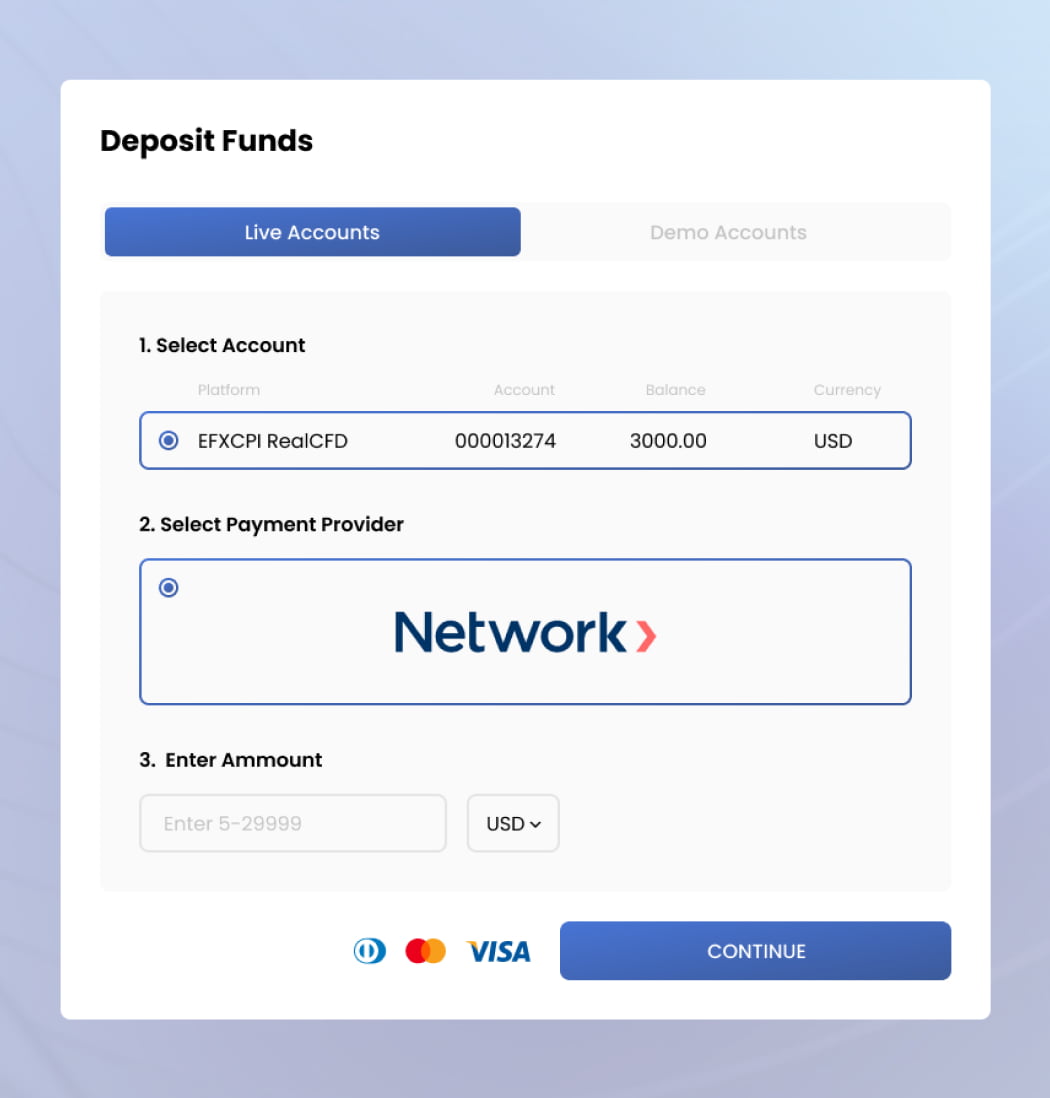 Deposit Funds
Live Accounts Demo Accounts
1. Select Account
Platform Account Balance Currency
EFXCPI RealCFD 000013274 3000.00 USD
2. Select Payment Provider
Network
3. Enter Ammount
Enter 5-29999 USD
VISA CONTINUE